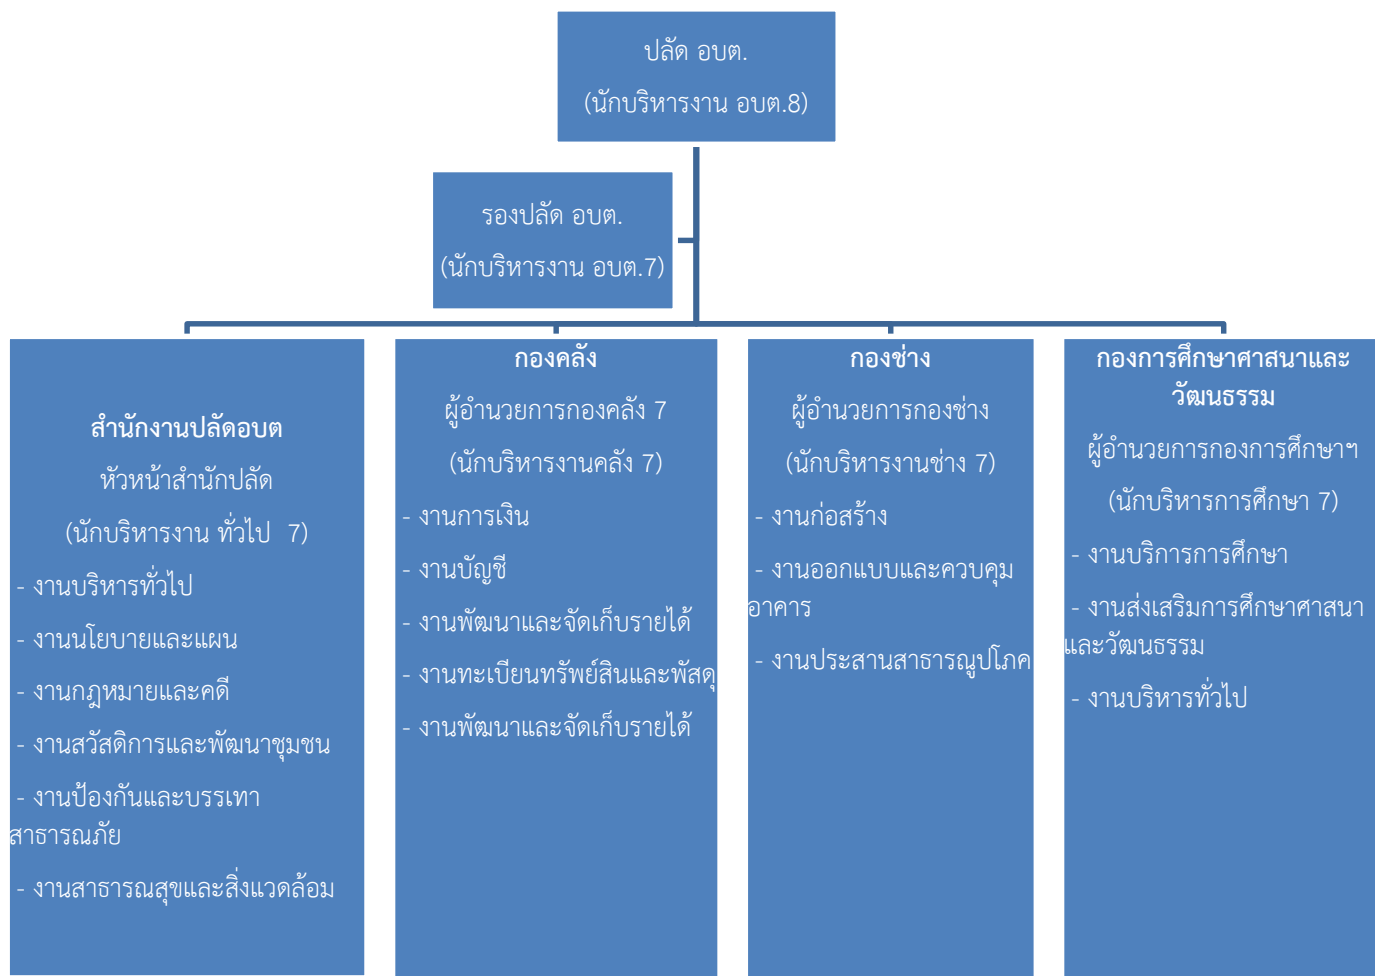 ปลัด อบต.
(นักบริหารงาน อบต.8)
รองปลัด อบต.
(นักบริหารงาน อบต.7)
สำนักงานปลัดอบต
หัวหน้าสำนักปลัด
(นักบริหารงาน ทั่วไป 7)
- งานบริหารทั่วไป
- งานนโยบายและแผน
- งานกฎหมายและคดี
- งานสวัสดิการและพัฒนาชุมชน
- งานป้องกันและบรรเทา
สาธารณภัย
- งานสาธารณสุขและสิ่งแวดล้อม
กองคลัง
ผู้อำนวยการกองคลัง 7
(นักบริหารงานคลัง 7)
- งานการเงิน
- งานบัญชี
- งานพัฒนาและจัดเก็บรายได้
- งานทะเบียนทรัพย์สินและพัสดุ
- งานพัฒนาและจัดเก็บรายได้
กองช่าง
ผู้อำนวยการกองช่าง
(นักบริหารงานช่าง 7)
- งานก่อสร้าง
- งานออกแบบและควบคุม
อาคาร
- งานประสานสาธารณูปโภค
กองการศึกษาศาสนาและ
วัฒนธรรม
ผู้อำนวยการกองการศึกษาฯ
(นักบริหารการศึกษา 7)
- งานบริการการศึกษา
- งานส่งเสริมการศึกษาศาสนา
และวัฒนธรรม
- งานบริหารทั่วไป